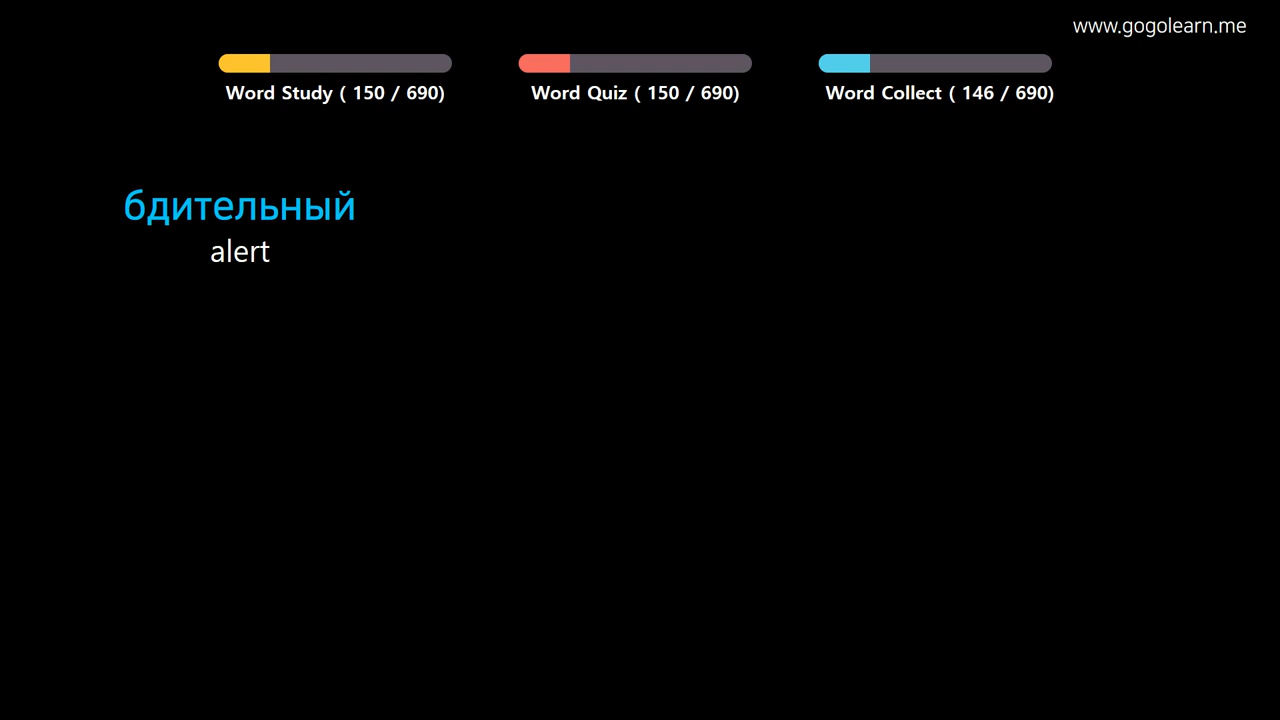 www.gogolearn.me
Word Study ( 150 / 690)
Word Quiz ( 150 / 690)
Word Collect ( 146 / 690)
бдительный
alert